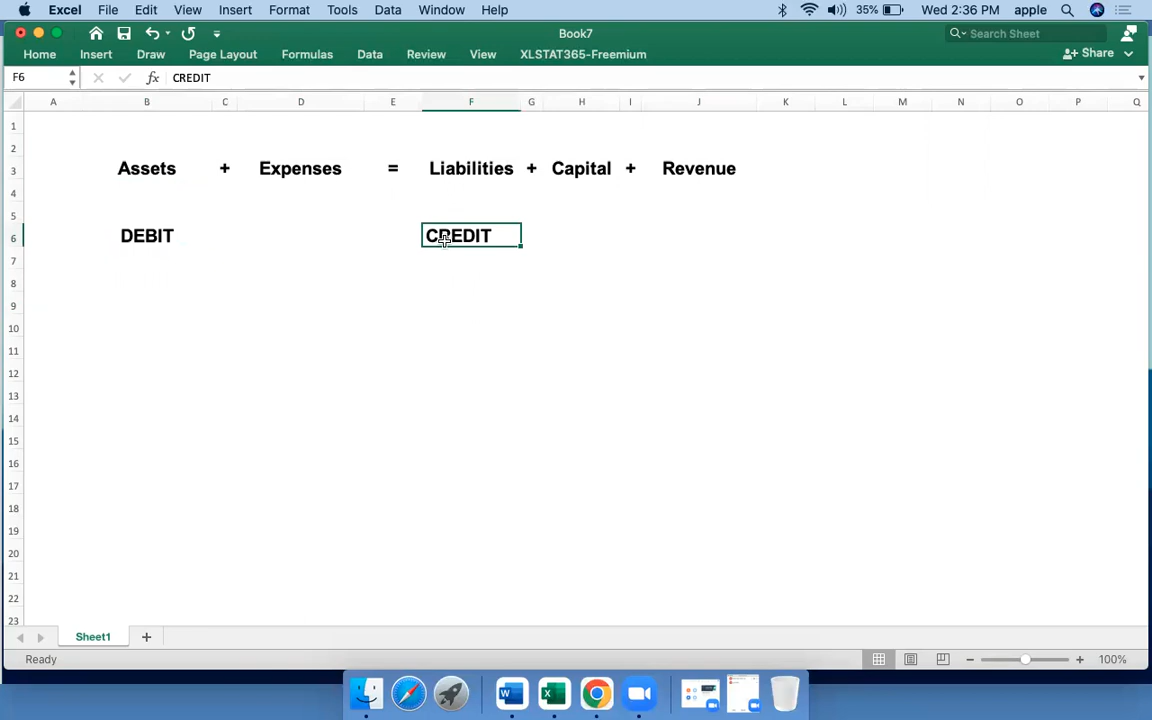 Excel File Edit View Insert Format Tools Data Window Help 35% Wed 2:36 PM apple
Book7 Search Sheet
Home Insert Draw Page Layout Formulas Data Review View XLSTAT365-Freemium Share
F6 fx CREDIT
A B C D E F G H I J K L M N O P Q
1
2
3 Assets + Expenses = Liabilities + Capital + Revenue
4
5
6 DEBIT CREDIT
7
8
9
10
11
12
13
14
15
16
17
18
19
20
21
22
23
Sheet1
Ready 100%